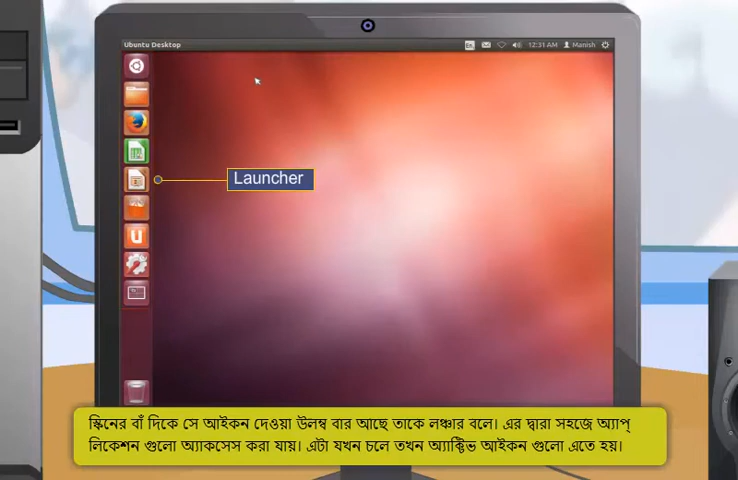 Ubuntu Desktop
En
12:31 AM
Manish
Launcher
স্কিনের বাঁ দিকে সে আইকন দেওয়া উলম্ব বার আছে তাকে লঞ্চার বলে। এর দ্বারা সহজে অ্যাপ্
লিকেশন গুলো অ্যাকসেস করা যায়। এটা যখন চলে তখন অ্যাক্টিভ আইকন গুলো এতে হয়।